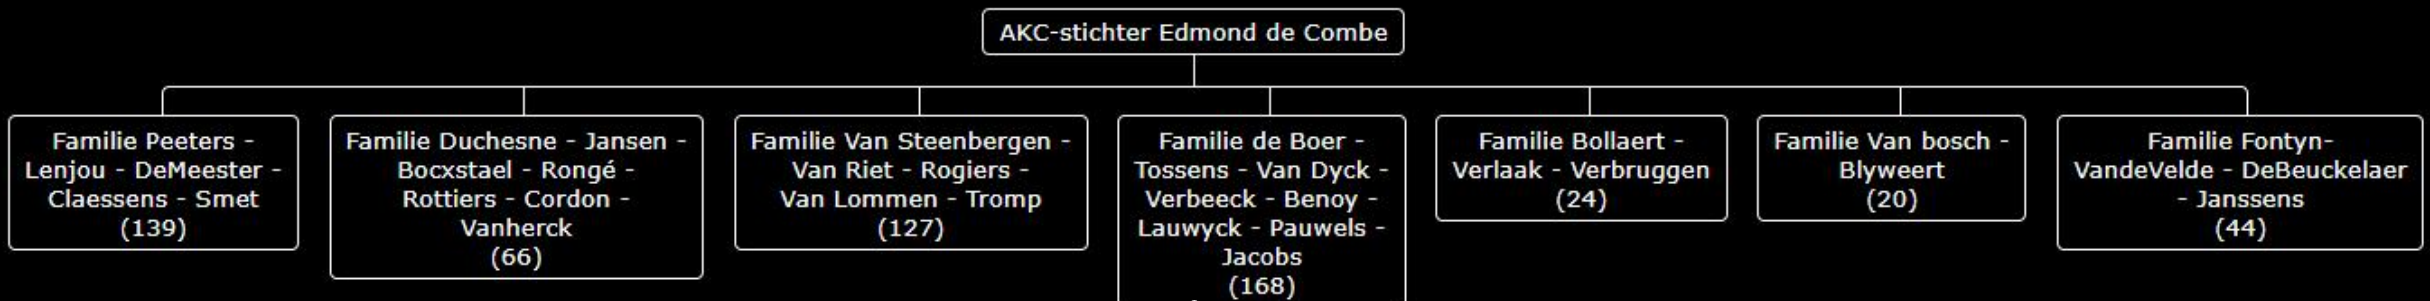 AKC-stichter Edmond de Combe
Familie Peeters -
Lenjou - DeMeester -
Claessens - Smet
(139)
Familie Duchesne - Jansen -
Bocxstael - Rongé -
Rottiers - Cordon -
Vanherck
(66)
Familie Van Steenbergen -
Van Riet - Rogiers -
Van Lommen - Tromp
(127)
Familie de Boer -
Tossens - Van Dyck -
Verbeeck - Benoy -
Lauwyck - Pauwels -
Jacobs
(168)
Familie Bollaert -
Verlaak - Verbruggen
(24)
Familie Van bosch -
Blyweert
(20)
Familie Fontyn-
VandeVelde - DeBeuckelaer
- Janssens
(44)